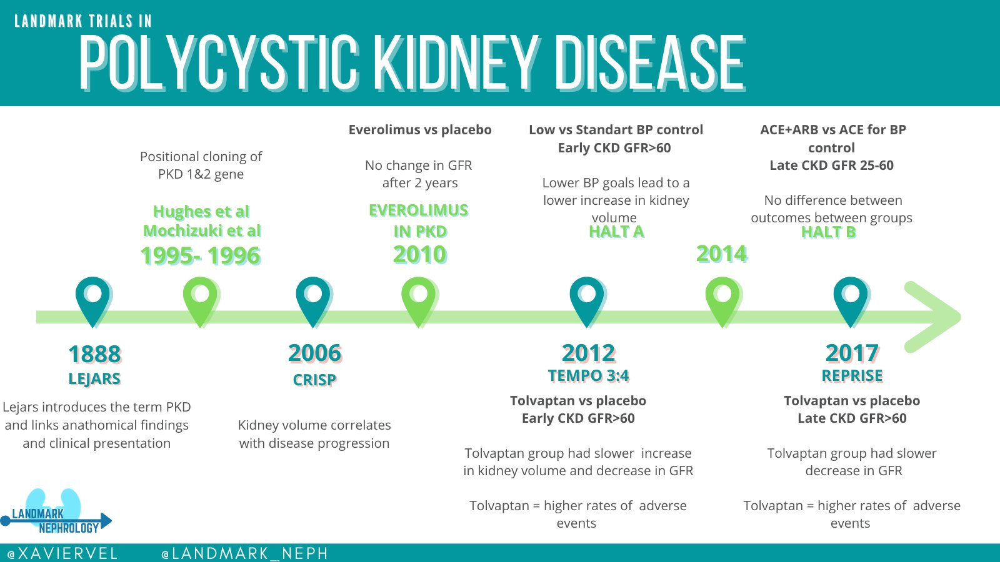 LANDMARK TRIALS IN
POLYCYSTIC KIDNEY DISEASE
Positional cloning of
PKD 1&2 gene
Hughes et al
Mochizuki et al
1995- 1996
Everolimus vs placebo
No change in GFR
after 2 years
EVEROLIMUS
IN PKD
2010
Low vs Standart BP control
Early CKD GFR>60
Lower BP goals lead to a
lower increase in kidney
volume
HALT A
2014
ACE+ARB vs ACE for BP
control
Late CKD GFR 25-60
No difference between
outcomes between groups
HALT B
1888
LEJARS
Lejars introduces the term PKD
and links anathomical findings
and clinical presentation
2006
CRISP
Kidney volume correlates
with disease progression
2012
TEMPO 3:4
Tolvaptan vs placebo
Early CKD GFR>60
Tolvaptan group had slower increase
in kidney volume and decrease in GFR
Tolvaptan = higher rates of adverse
events
2017
REPRISE
Tolvaptan vs placebo
Late CKD GFR>60
Tolvaptan group had slower
decrease in GFR
Tolvaptan = higher rates of adverse
events
LANDMARK
NEPHROLOGY
@XAVIERVEL
@LANDMARK_NEPH